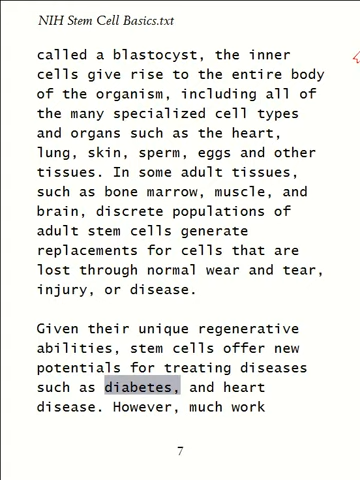 NIH Stem Cell Basics.txt
called a blastocyst, the inner
cells give rise to the entire body
of the organism, including all of
the many specialized cell types
and organs such as the heart,
lung, skin, sperm, eggs and other
tissues. In some adult tissues,
such as bone marrow, muscle, and
brain, discrete populations of
adult stem cells generate
replacements for cells that are
lost through normal wear and tear,
injury, or disease.

Given their unique regenerative
abilities, stem cells offer new
potentials for treating diseases
such as diabetes, and heart
disease. However, much work
7